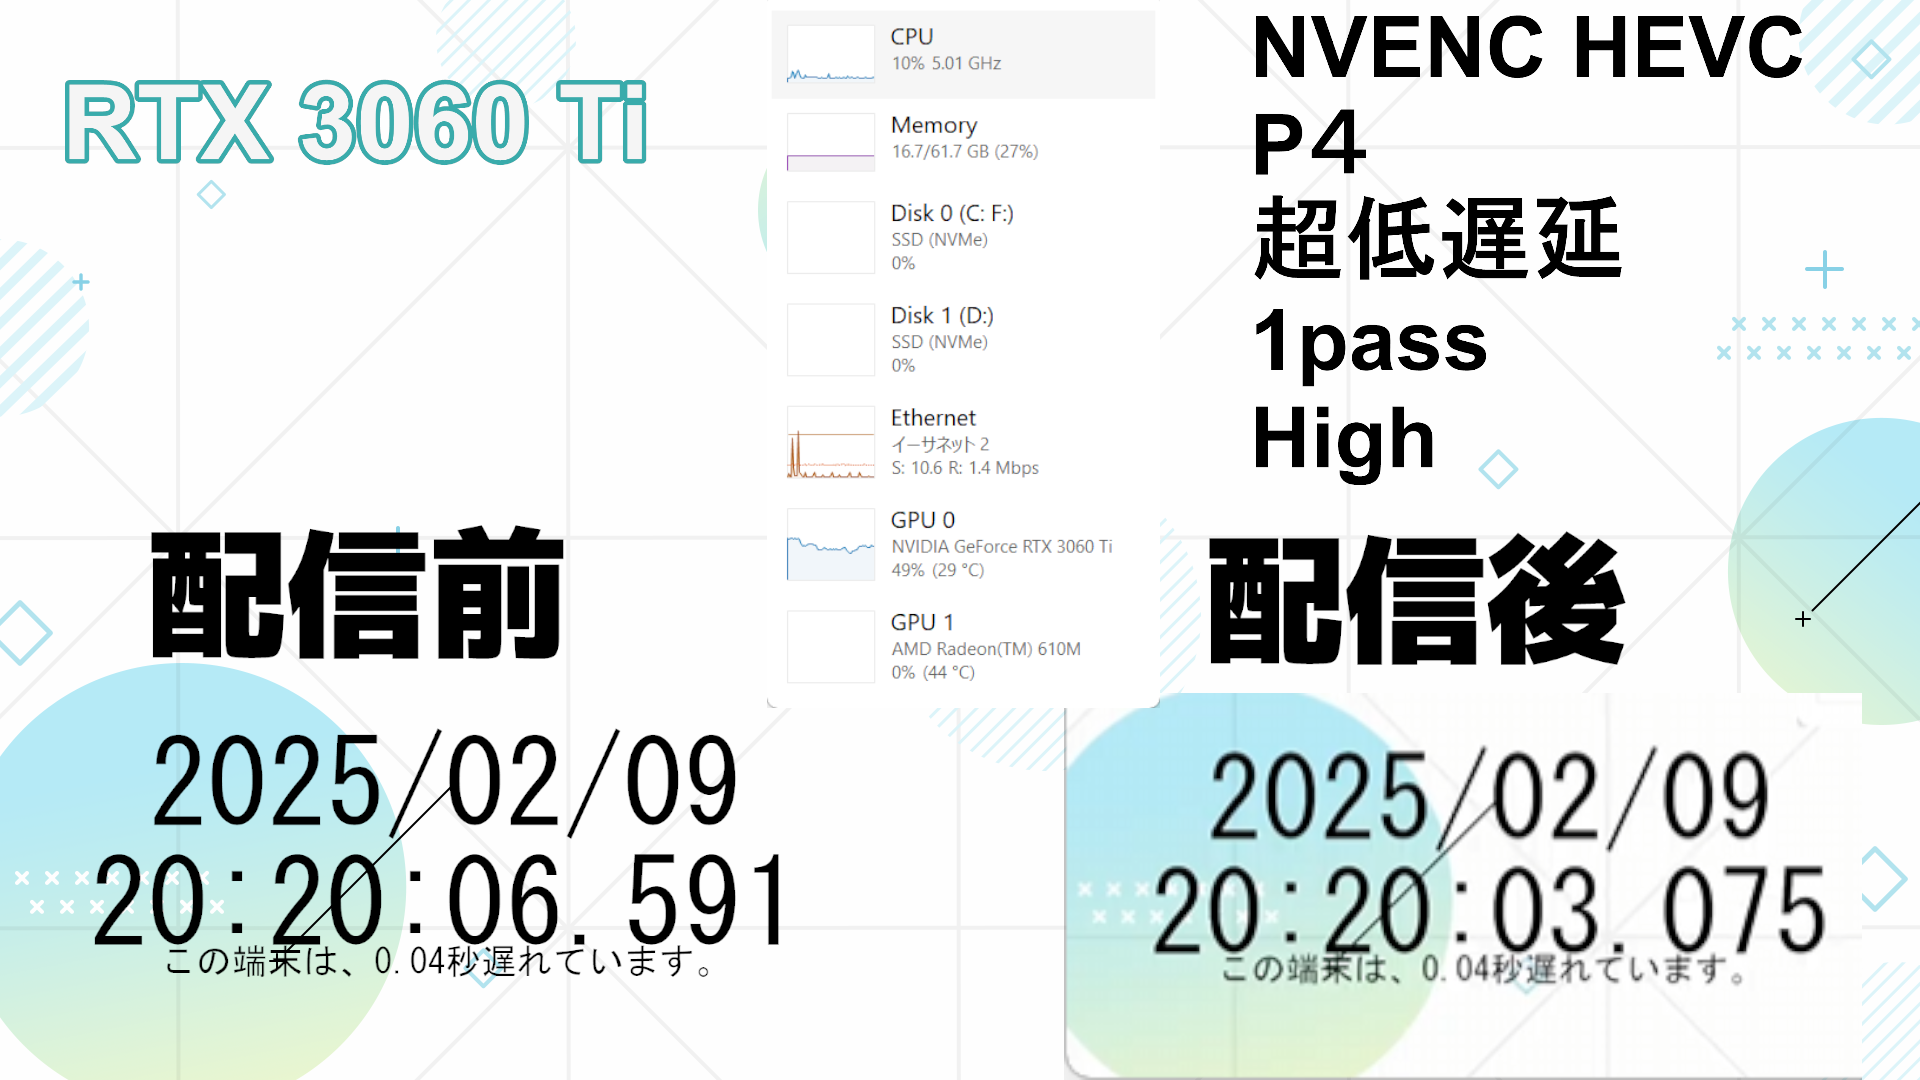 RTX 3060 Ti
CPU
10% 5.01 GHz
Memory
16.7/61.7 GB (27%)
Disk 0 (C: F:)
SSD (NVMe)
0%
Disk 1 (D:)
SSD (NVMe)
0%
Ethernet
イーサネット 2
S: 10.6 R: 1.4 Mbps
GPU 0
NVIDIA GeForce RTX 3060 Ti
49% (29 °C)
GPU 1
AMD Radeon(TM) 610M
0% (44 °C)
NVENC HEVC
P4
超低遅延
1pass
High
配信前
2025/02/09
20:20:06.591
この端末は、0.04秒遅れています。
配信後
2025/02/09
20:20:03.075
この端末は、0.04秒遅れています。